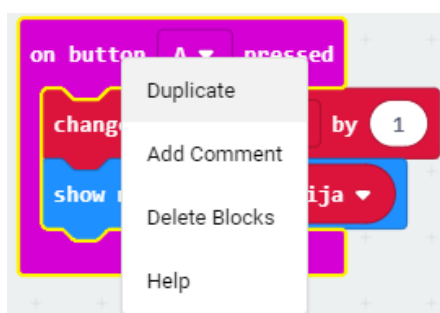 on button A pressed
Duplicate
change by 1
Add Comment
show ija
Delete Blocks
Help